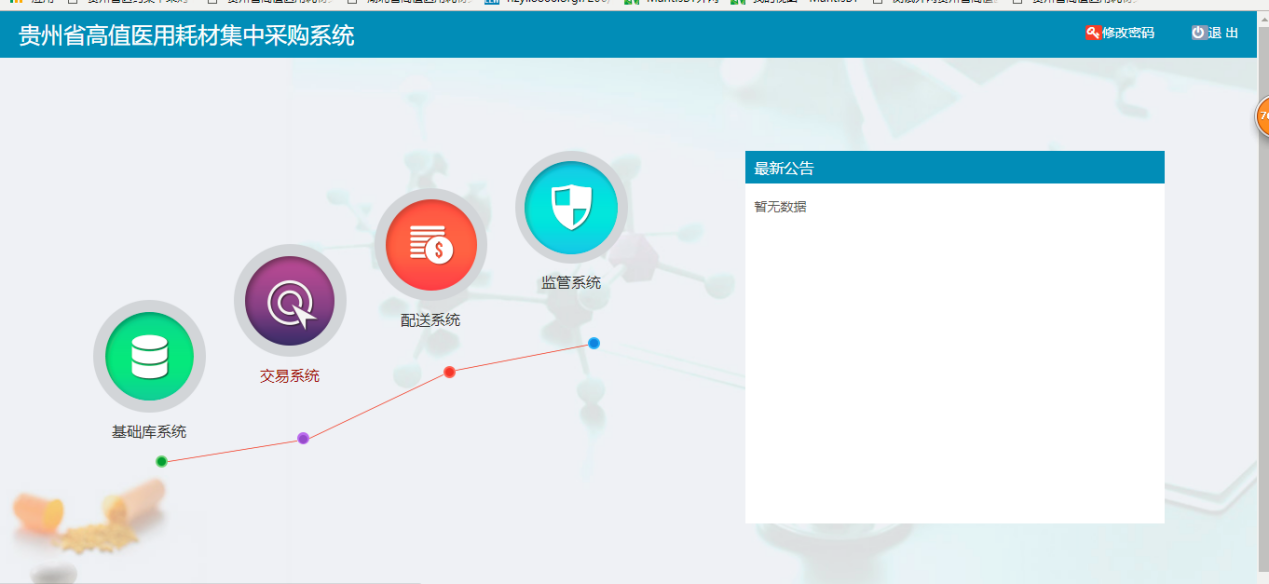 贵州省高值医用耗材集中采购系统
修改密码
退 出
最新公告
暂无数据
监管系统
配送系统
交易系统
基础库系统